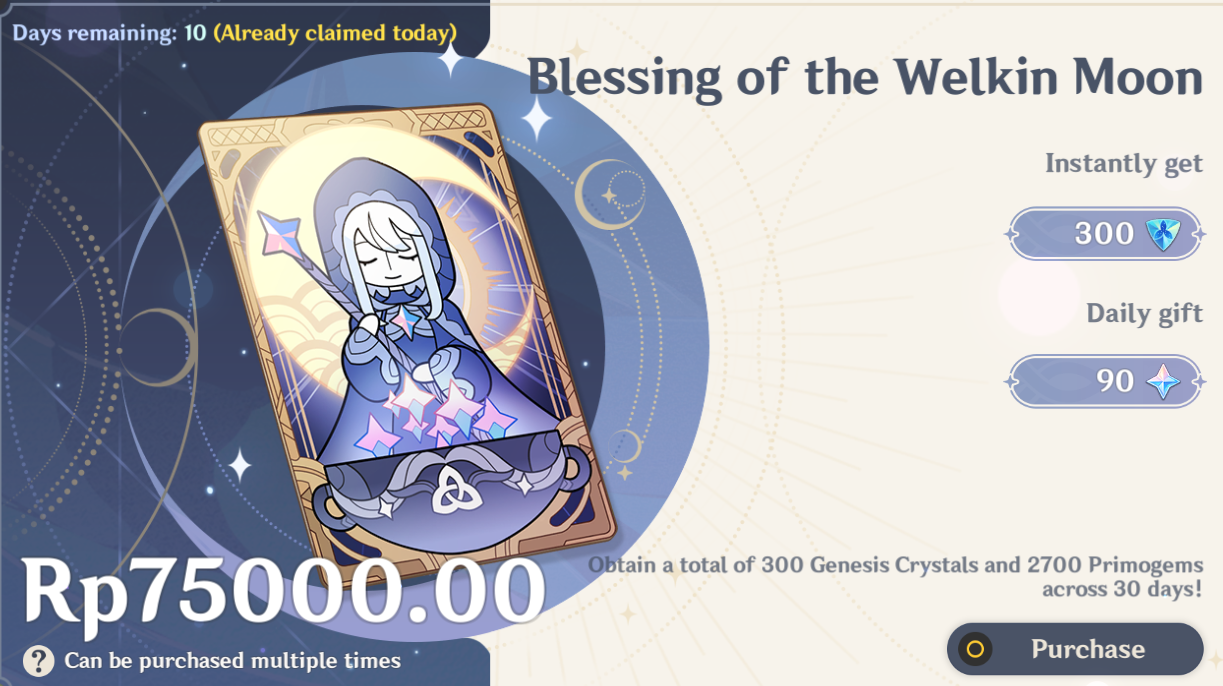 Days remaining: 10 (Already claimed today)
Blessing of the Welkin Moon
Instantly get
300
Daily gift
90
Obtain a total of 300 Genesis Crystals and 2700 Primogems
across 30 days!
Rp75000.00
? Can be purchased multiple times
Purchase